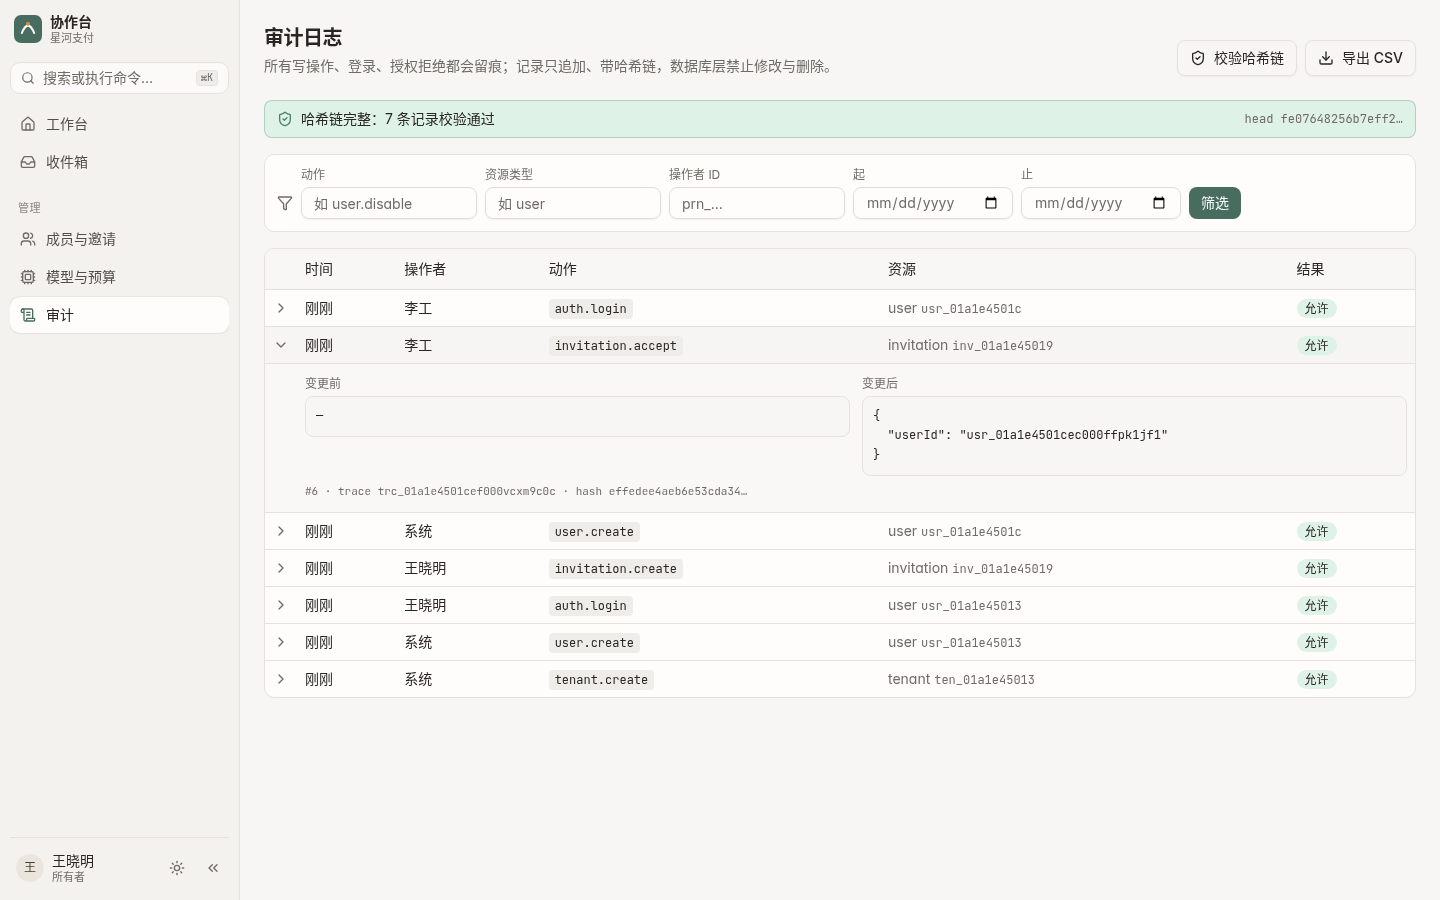 协作台
星河支付
搜索或执行命令... ⌘K
工作台
收件箱
管理
成员与邀请
模型与预算
审计
王
王晓明
所有者
审计日志
所有写操作、登录、授权拒绝都会留痕；记录只追加、带哈希链，数据库层禁止修改与删除。
校验哈希链
导出 CSV
哈希链完整：7 条记录校验通过 head fe07648256b7eff2…
动作 资源类型 操作者 ID 起 止
如 user.disable 如 user prn_... mm/dd/yyyy mm/dd/yyyy 筛选
时间 操作者 动作 资源 结果
刚刚 李工 auth.login user usr_01a1e4501c 允许
刚刚 李工 invitation.accept invitation inv_01a1e45019 允许
变更前 变更后
—
{
"userId": "usr_01a1e4501cec000ffpk1jf1"
}
#6 · trace trc_01a1e4501cef000vcxm9c0c · hash effedee4aeb6e53cda34…
刚刚 系统 user.create user usr_01a1e4501c 允许
刚刚 王晓明 invitation.create invitation inv_01a1e45019 允许
刚刚 王晓明 auth.login user usr_01a1e45013 允许
刚刚 系统 user.create user usr_01a1e45013 允许
刚刚 系统 tenant.create tenant ten_01a1e45013 允许